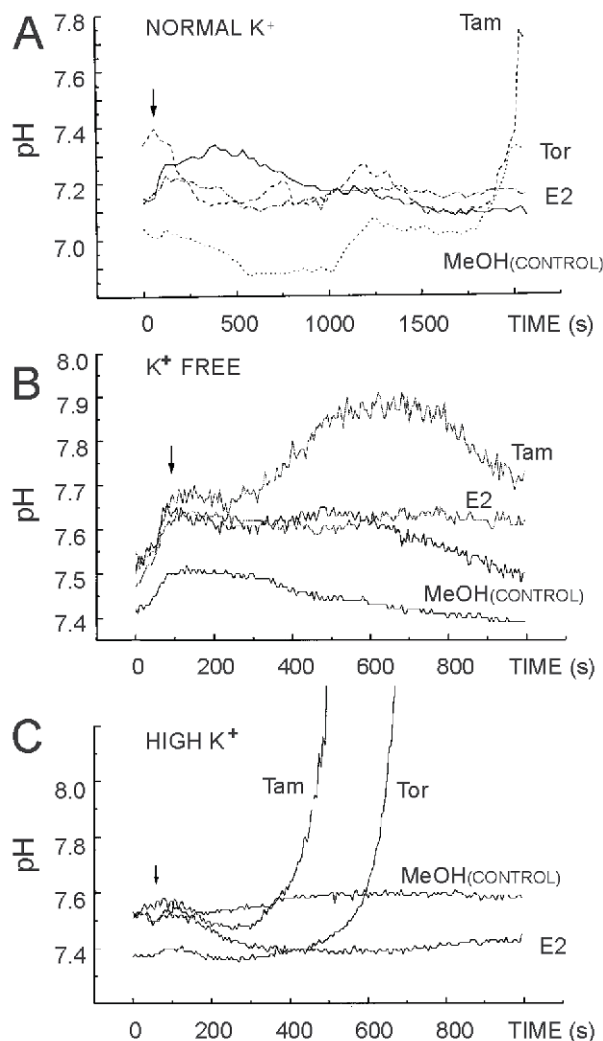 A NORMAL K+
7.8
7.6
7.4
7.2
7.0
pH
Tam
Tor
E2
MeOH(CONTROL)
0 500 1000 1500 TIME (s)
B K+ FREE
8.0
7.9
7.8
7.7
7.6
7.5
7.4
pH
Tam
E2
MeOH(CONTROL)
0 200 400 600 800 TIME (s)
C HIGH K+
8.0
7.8
7.6
7.4
pH
Tam
Tor
MeOH(CONTROL)
E2
0 200 400 600 800 TIME (s)